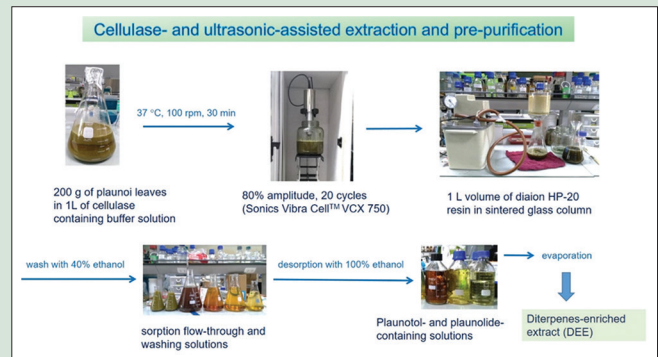 Cellulase- and ultrasonic-assisted extraction and pre-purification
37 °C, 100 rpm, 30 min
200 g of plaunoi leaves
in 1L of cellulase
containing buffer solution
80% amplitude, 20 cycles
(Sonics Vibra Cell™ VCX 750)
1 L volume of diaion HP-20
resin in sintered glass column
wash with 40% ethanol
sorption flow-through and
washing solutions
desorption with 100% ethanol
Plaunotol- and plaunolide-
containing solutions
evaporation
Diterpenes-enriched
extract (DEE)